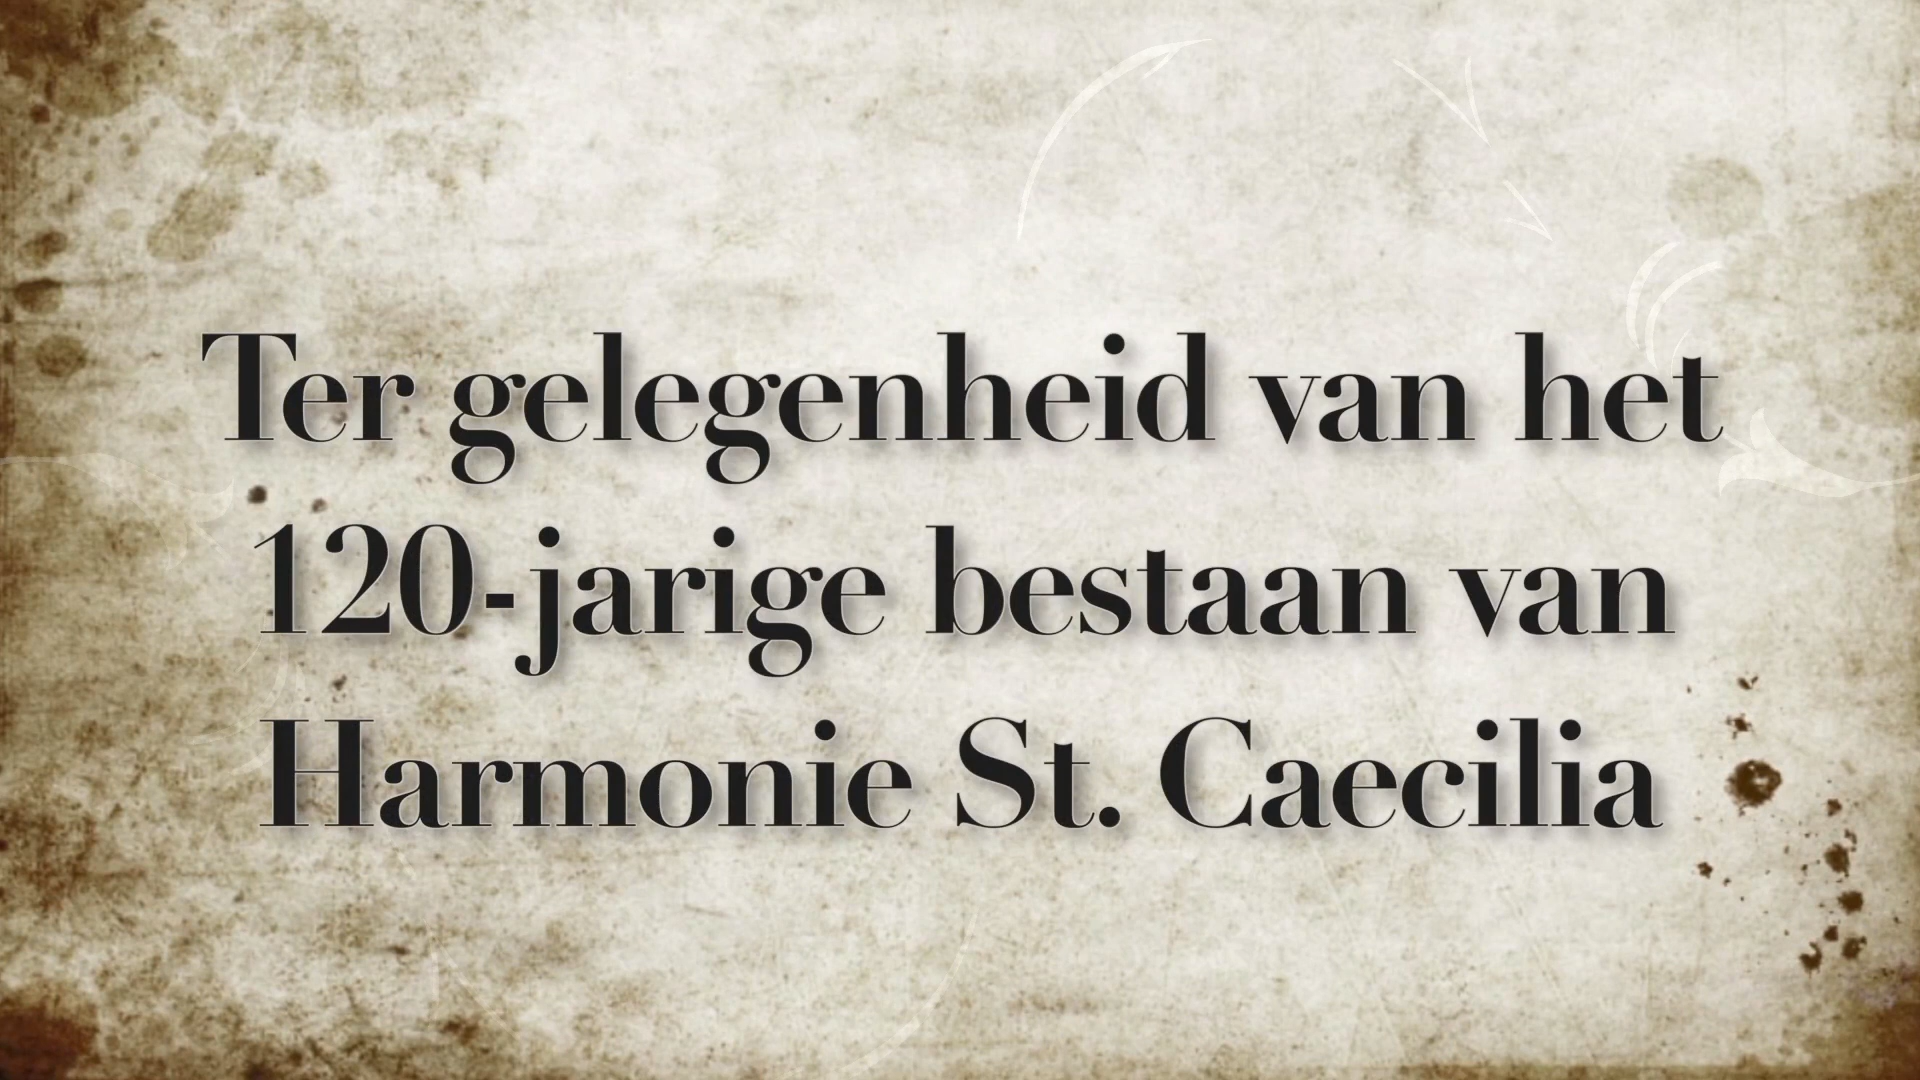 Ter gelegenheid van het
120-jarige bestaan van
Harmonie St. Caecilia